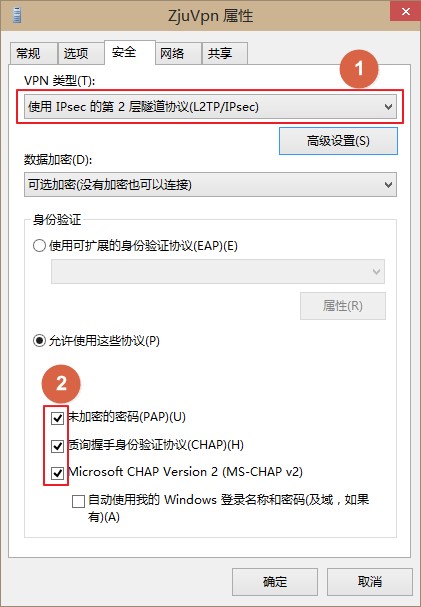 ZjuVpn 属性
常规
选项
安全
网络
共享
VPN 类型(T):
1
使用 IPsec 的第 2 层隧道协议(L2TP/IPsec)
高级设置(S)
数据加密(D):
可选加密(没有加密也可以连接)
身份验证
使用可扩展的身份验证协议(EAP)(E)
属性(R)
允许使用这些协议(P)
2
未加密的密码(PAP)(U)
质询握手身份验证协议(CHAP)(H)
Microsoft CHAP Version 2 (MS-CHAP v2)
自动使用我的 Windows 登录名称和密码(及域，如果
有)(A)
确定
取消